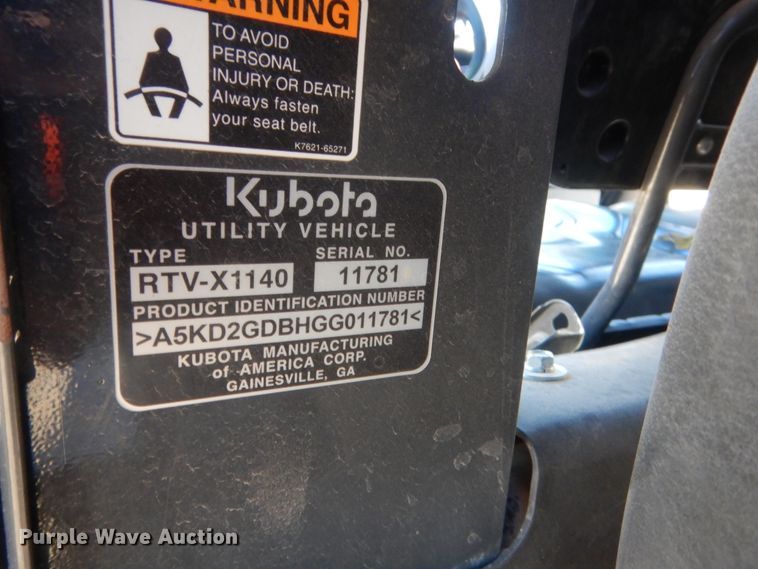 WARNING
TO AVOID
PERSONAL
INJURY OR DEATH:
Always fasten
your seat belt.
K7621-65271
Kubota
UTILITY VEHICLE
TYPE SERIAL NO.
RTV-X1140 11781
PRODUCT IDENTIFICATION NUMBER
>A5KD2GDBHGG011781<
KUBOTA MANUFACTURING
of AMERICA CORP.
GAINESVILLE, GA
Purple Wave Auction